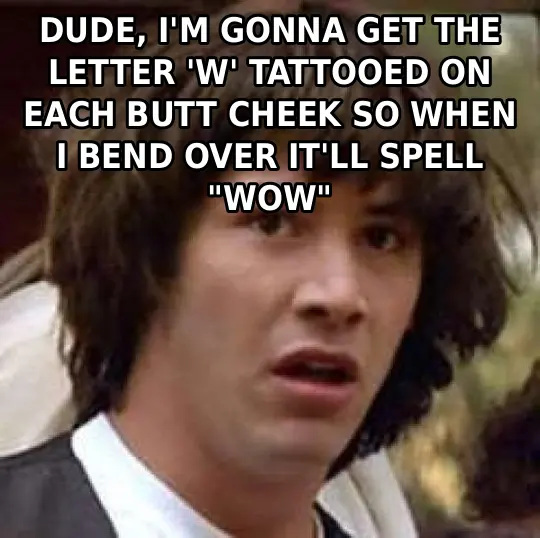 DUDE, I'M GONNA GET THE
LETTER 'W' TATTOOED ON
EACH BUTT CHEEK SO WHEN
I BEND OVER IT'LL SPELL
"WOW"